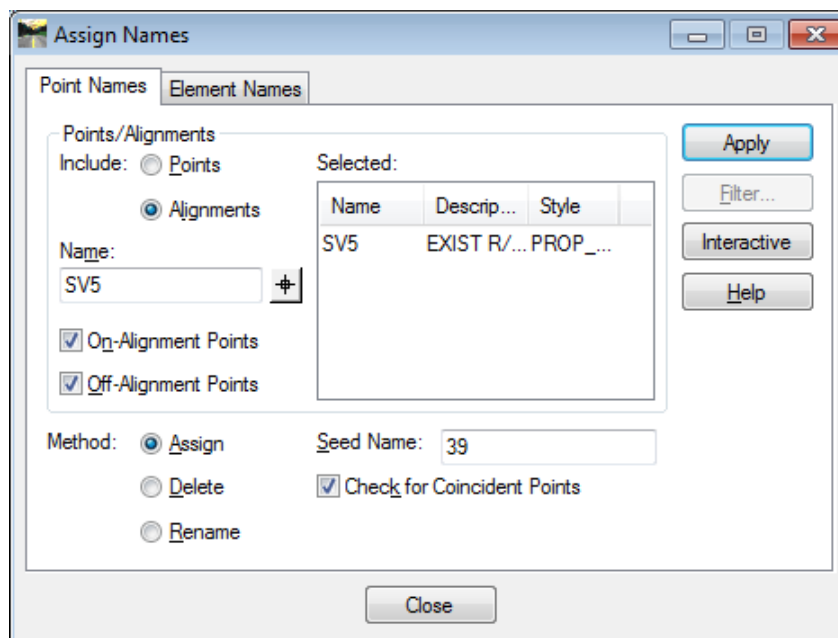 Assign Names
Point Names Element Names
Points/Alignments
Include: Points
Alignments
Name:
SV5
On-Alignment Points
Off-Alignment Points
Selected:
Name Descrip... Style
SV5 EXIST R/... PROP_...
Apply
Filter...
Interactive
Help
Method: Assign
Delete
Rename
Seed Name: 39
Check for Coincident Points
Close